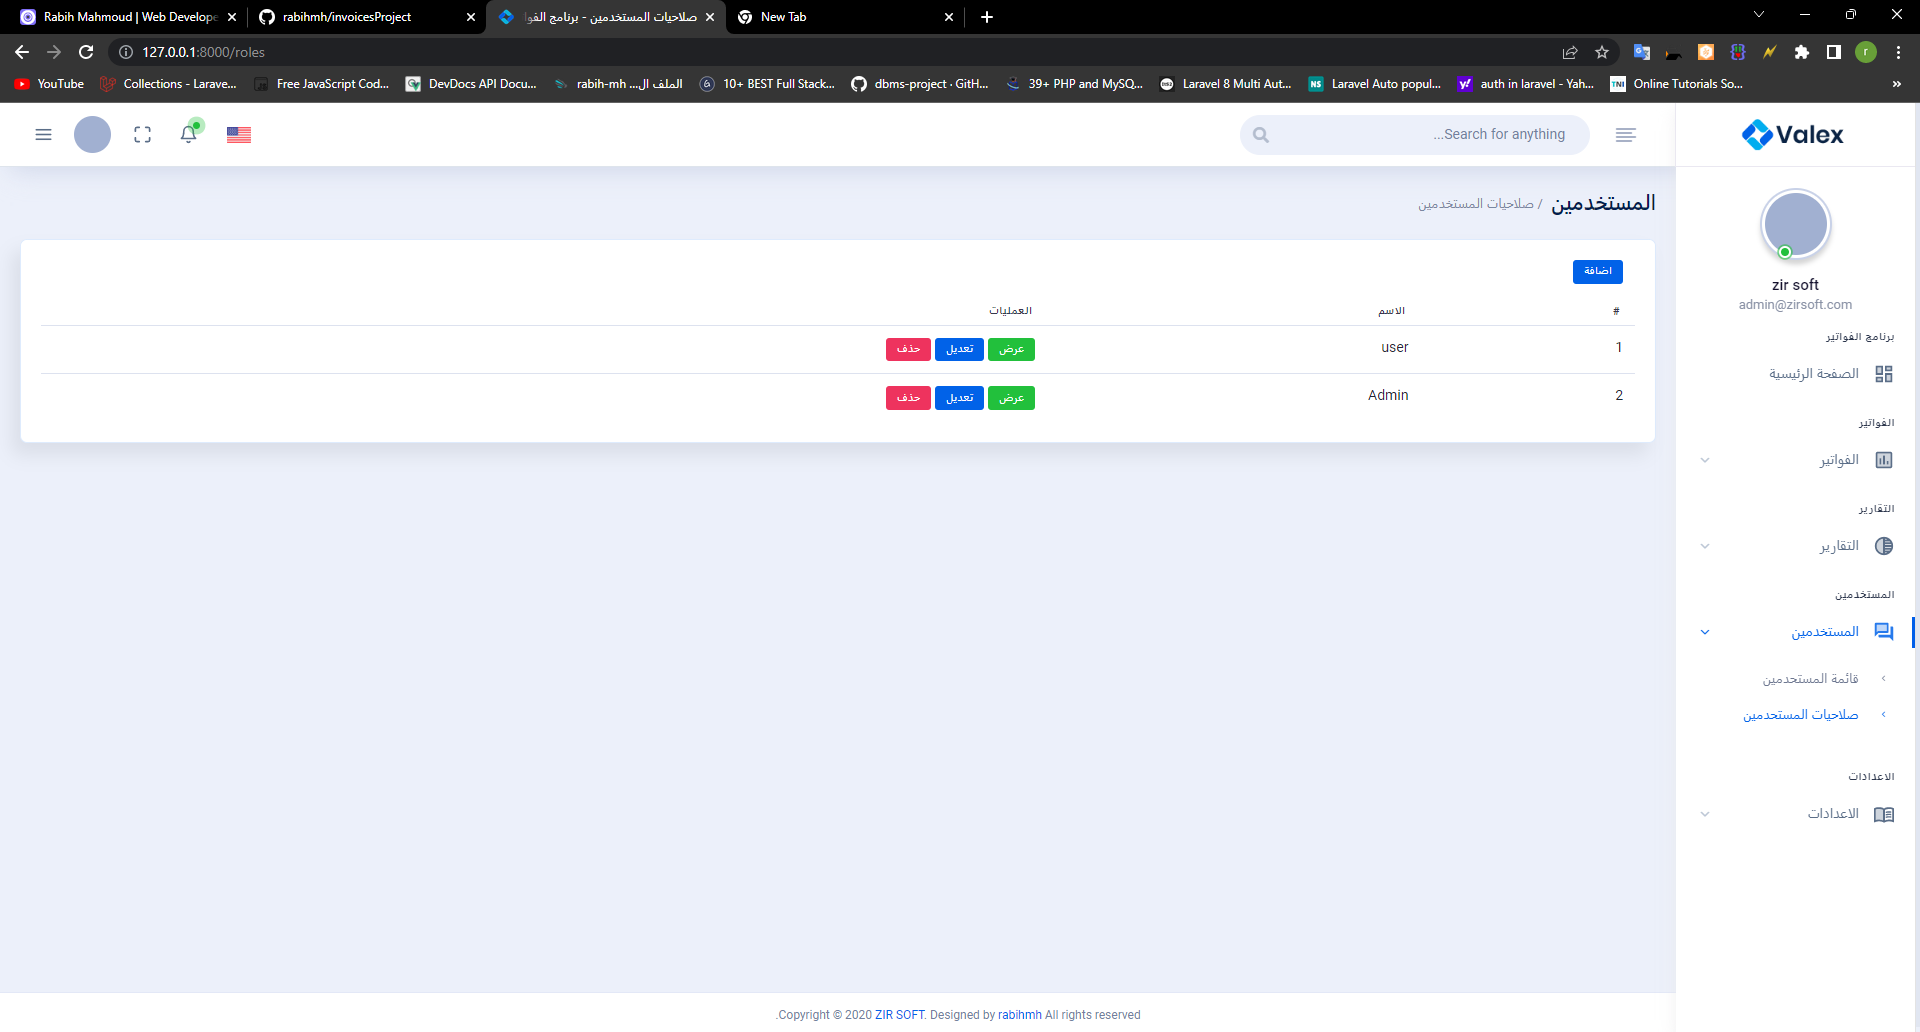 Rabih Mahmoud | Web Develope
rabihmh/invoicesProject
صلاحيات المستخدمين - برنامج الفوا
New Tab
127.0.0.1:8000/roles
YouTube
Collections - Larave...
Free JavaScript Cod...
DevDocs API Docu...
rabih-mh ...الملف ال
10+ BEST Full Stack...
dbms-project · GitH...
39+ PHP and MySQ...
Laravel 8 Multi Aut...
Laravel Auto popul...
auth in laravel - Yah...
Online Tutorials So...
...Search for anything
Valex
المستخدمين / صلاحيات المستخدمين
اضافة
# الاسم العمليات
1 user عرض تعديل حذف
2 Admin عرض تعديل حذف
zir soft
admin@zirsoft.com
برنامج الفواتير
الصفحة الرئيسية
الفواتير
الفواتير
التقارير
التقارير
المستخدمين
المستخدمين
قائمة المستحدمين
صلاحيات المستحدمين
الاعدادات
الاعدادات
.Copyright © 2020 ZIR SOFT. Designed by rabihmh All rights reserved